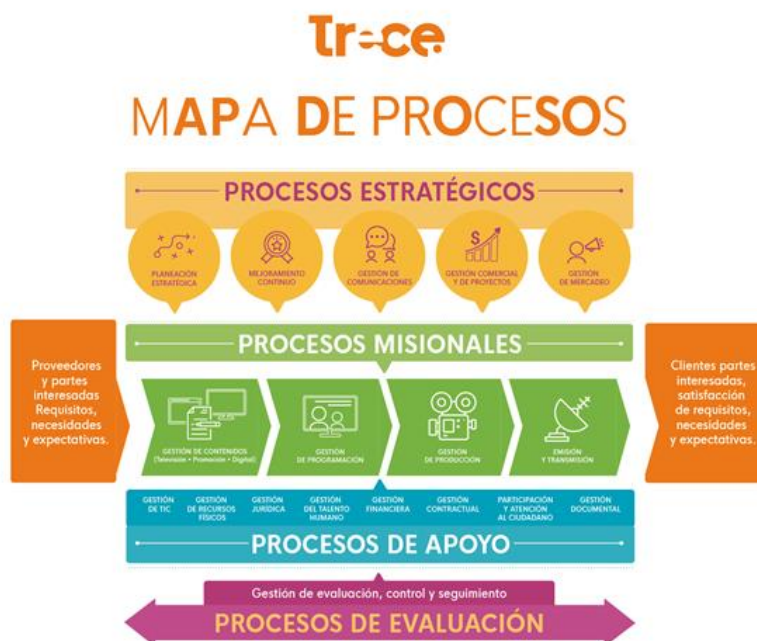 Trece
MAPA DE PROCESOS
PROCESOS ESTRATÉGICOS
PLANEACIÓN
ESTRATÉGICA
MEJORAMIENTO
CONTINUO
GESTIÓN DE
COMUNICACIONES
GESTIÓN COMERCIAL
Y DE PROYECTOS
GESTIÓN
DE MERCADEO
Proveedores
y partes
interesadas
Requisitos,
necesidades
y expectativas.
PROCESOS MISIONALES
GESTIÓN DE CONTENIDOS
(Televisión • Promoción • Digital)
GESTIÓN
DE PROGRAMACIÓN
GESTIÓN
DE PRODUCCIÓN
EMISIÓN
Y TRANSMISIÓN
Clientes partes
interesadas,
satisfacción
de requisitos,
necesidades
y expectativas.
GESTIÓN
DE TIC
GESTIÓN
DE RECURSOS
FÍSICOS
GESTIÓN
JURÍDICA
GESTIÓN
DEL TALENTO
HUMANO
GESTIÓN
FINANCIERA
GESTIÓN
CONTRACTUAL
PARTICIPACIÓN
Y ATENCIÓN
AL CIUDADANO
GESTIÓN
DOCUMENTAL
PROCESOS DE APOYO
Gestión de evaluación, control y seguimiento
PROCESOS DE EVALUACIÓN